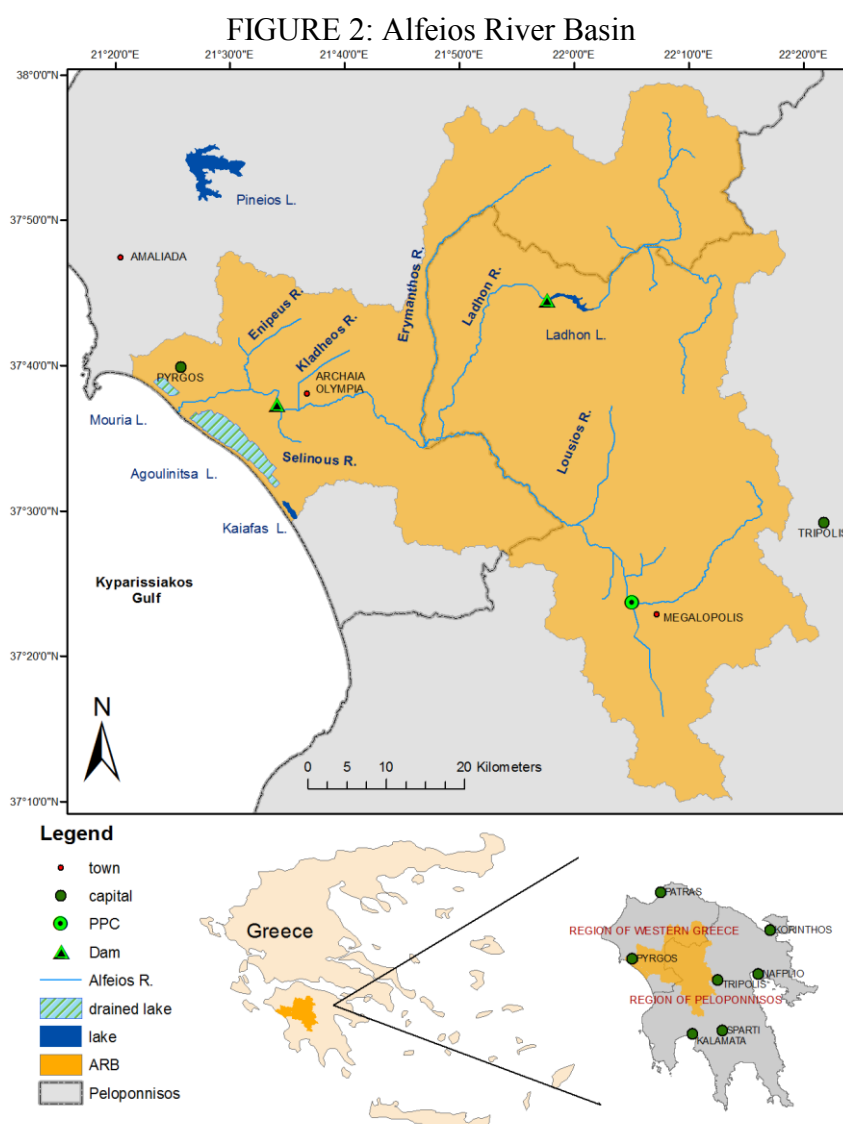 FIGURE 2: Alfeios River Basin
21°20'0"E
21°30'0"E
21°40'0"E
21°50'0"E
22°0'0"E
22°10'0"E
22°20'0"E
38°0'0"N
37°50'0"N
37°40'0"N
37°30'0"N
37°20'0"N
37°10'0"N
Pineios L.
AMALIADA
Enipeus R.
Kladheos R.
Erymanthos R.
Ladhon R.
Ladhon L.
PYRGOS
ARCHAIA
OLYMPIA
Mouria L.
Lousios R.
Agoulinitsa L.
Selinous R.
Kaiafas L.
TRIPOLIS
Kyparissiakos
Gulf
MEGALOPOLIS
N
0 5 10 20 Kilometers
Legend
town
capital
PPC
Dam
Alfeios R.
drained lake
lake
ARB
Peloponnisos
Greece
PATRAS
REGION OF WESTERN GREECE
KORINTHOS
PYRGOS
NAFPLIO
TRIPOLIS
REGION OF PELOPONNISOS
SPARTI
KALAMATA